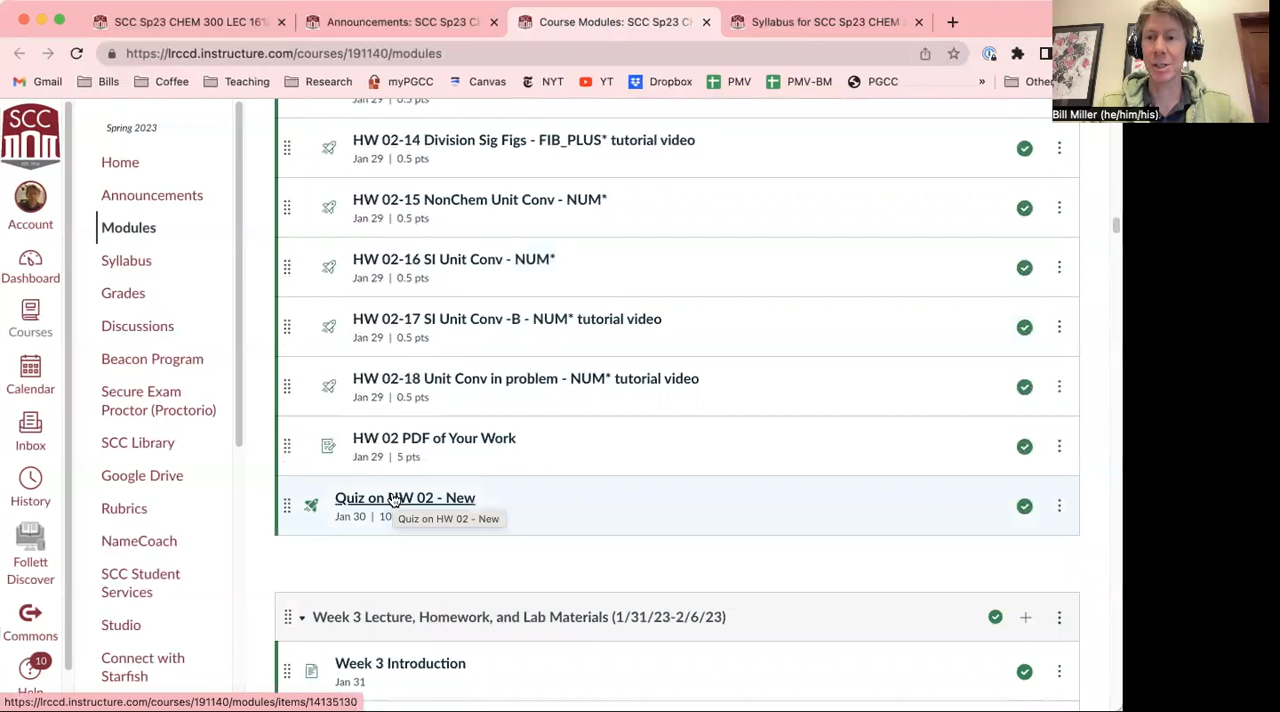 SCC Sp23 CHEM 300 LEC 161
Announcements: SCC Sp23 C
Course Modules: SCC Sp23 C
Syllabus for SCC Sp23 CHEM
https://lrccd.instructure.com/courses/191140/modules
Gmail
Bills
Coffee
Teaching
Research
myPGCC
Canvas
NYT
YT
Dropbox
PMV
PMV-BM
PGCC
»
Other
Bill Miller (he/him/his)
SCC
Account
Dashboard
Courses
Calendar
Inbox
History
Follett
Discover
Commons
10
Help
Spring 2023
Home
Announcements
Modules
Syllabus
Grades
Discussions
Beacon Program
Secure Exam
Proctor (Proctorio)
SCC Library
Google Drive
Rubrics
NameCoach
SCC Student
Services
Studio
Connect with
Starfish
Jan 29 | 0.5 pts
HW 02-14 Division Sig Figs - FIB_PLUS* tutorial video
Jan 29 | 0.5 pts
HW 02-15 NonChem Unit Conv - NUM*
Jan 29 | 0.5 pts
HW 02-16 SI Unit Conv - NUM*
Jan 29 | 0.5 pts
HW 02-17 SI Unit Conv -B - NUM* tutorial video
Jan 29 | 0.5 pts
HW 02-18 Unit Conv in problem - NUM* tutorial video
Jan 29 | 0.5 pts
HW 02 PDF of Your Work
Jan 29 | 5 pts
Quiz on HW 02 - New
Jan 30 | 10
Quiz on HW 02 - New
Week 3 Lecture, Homework, and Lab Materials (1/31/23-2/6/23)
Week 3 Introduction
Jan 31
https://lrccd.instructure.com/courses/191140/modules/items/14135130